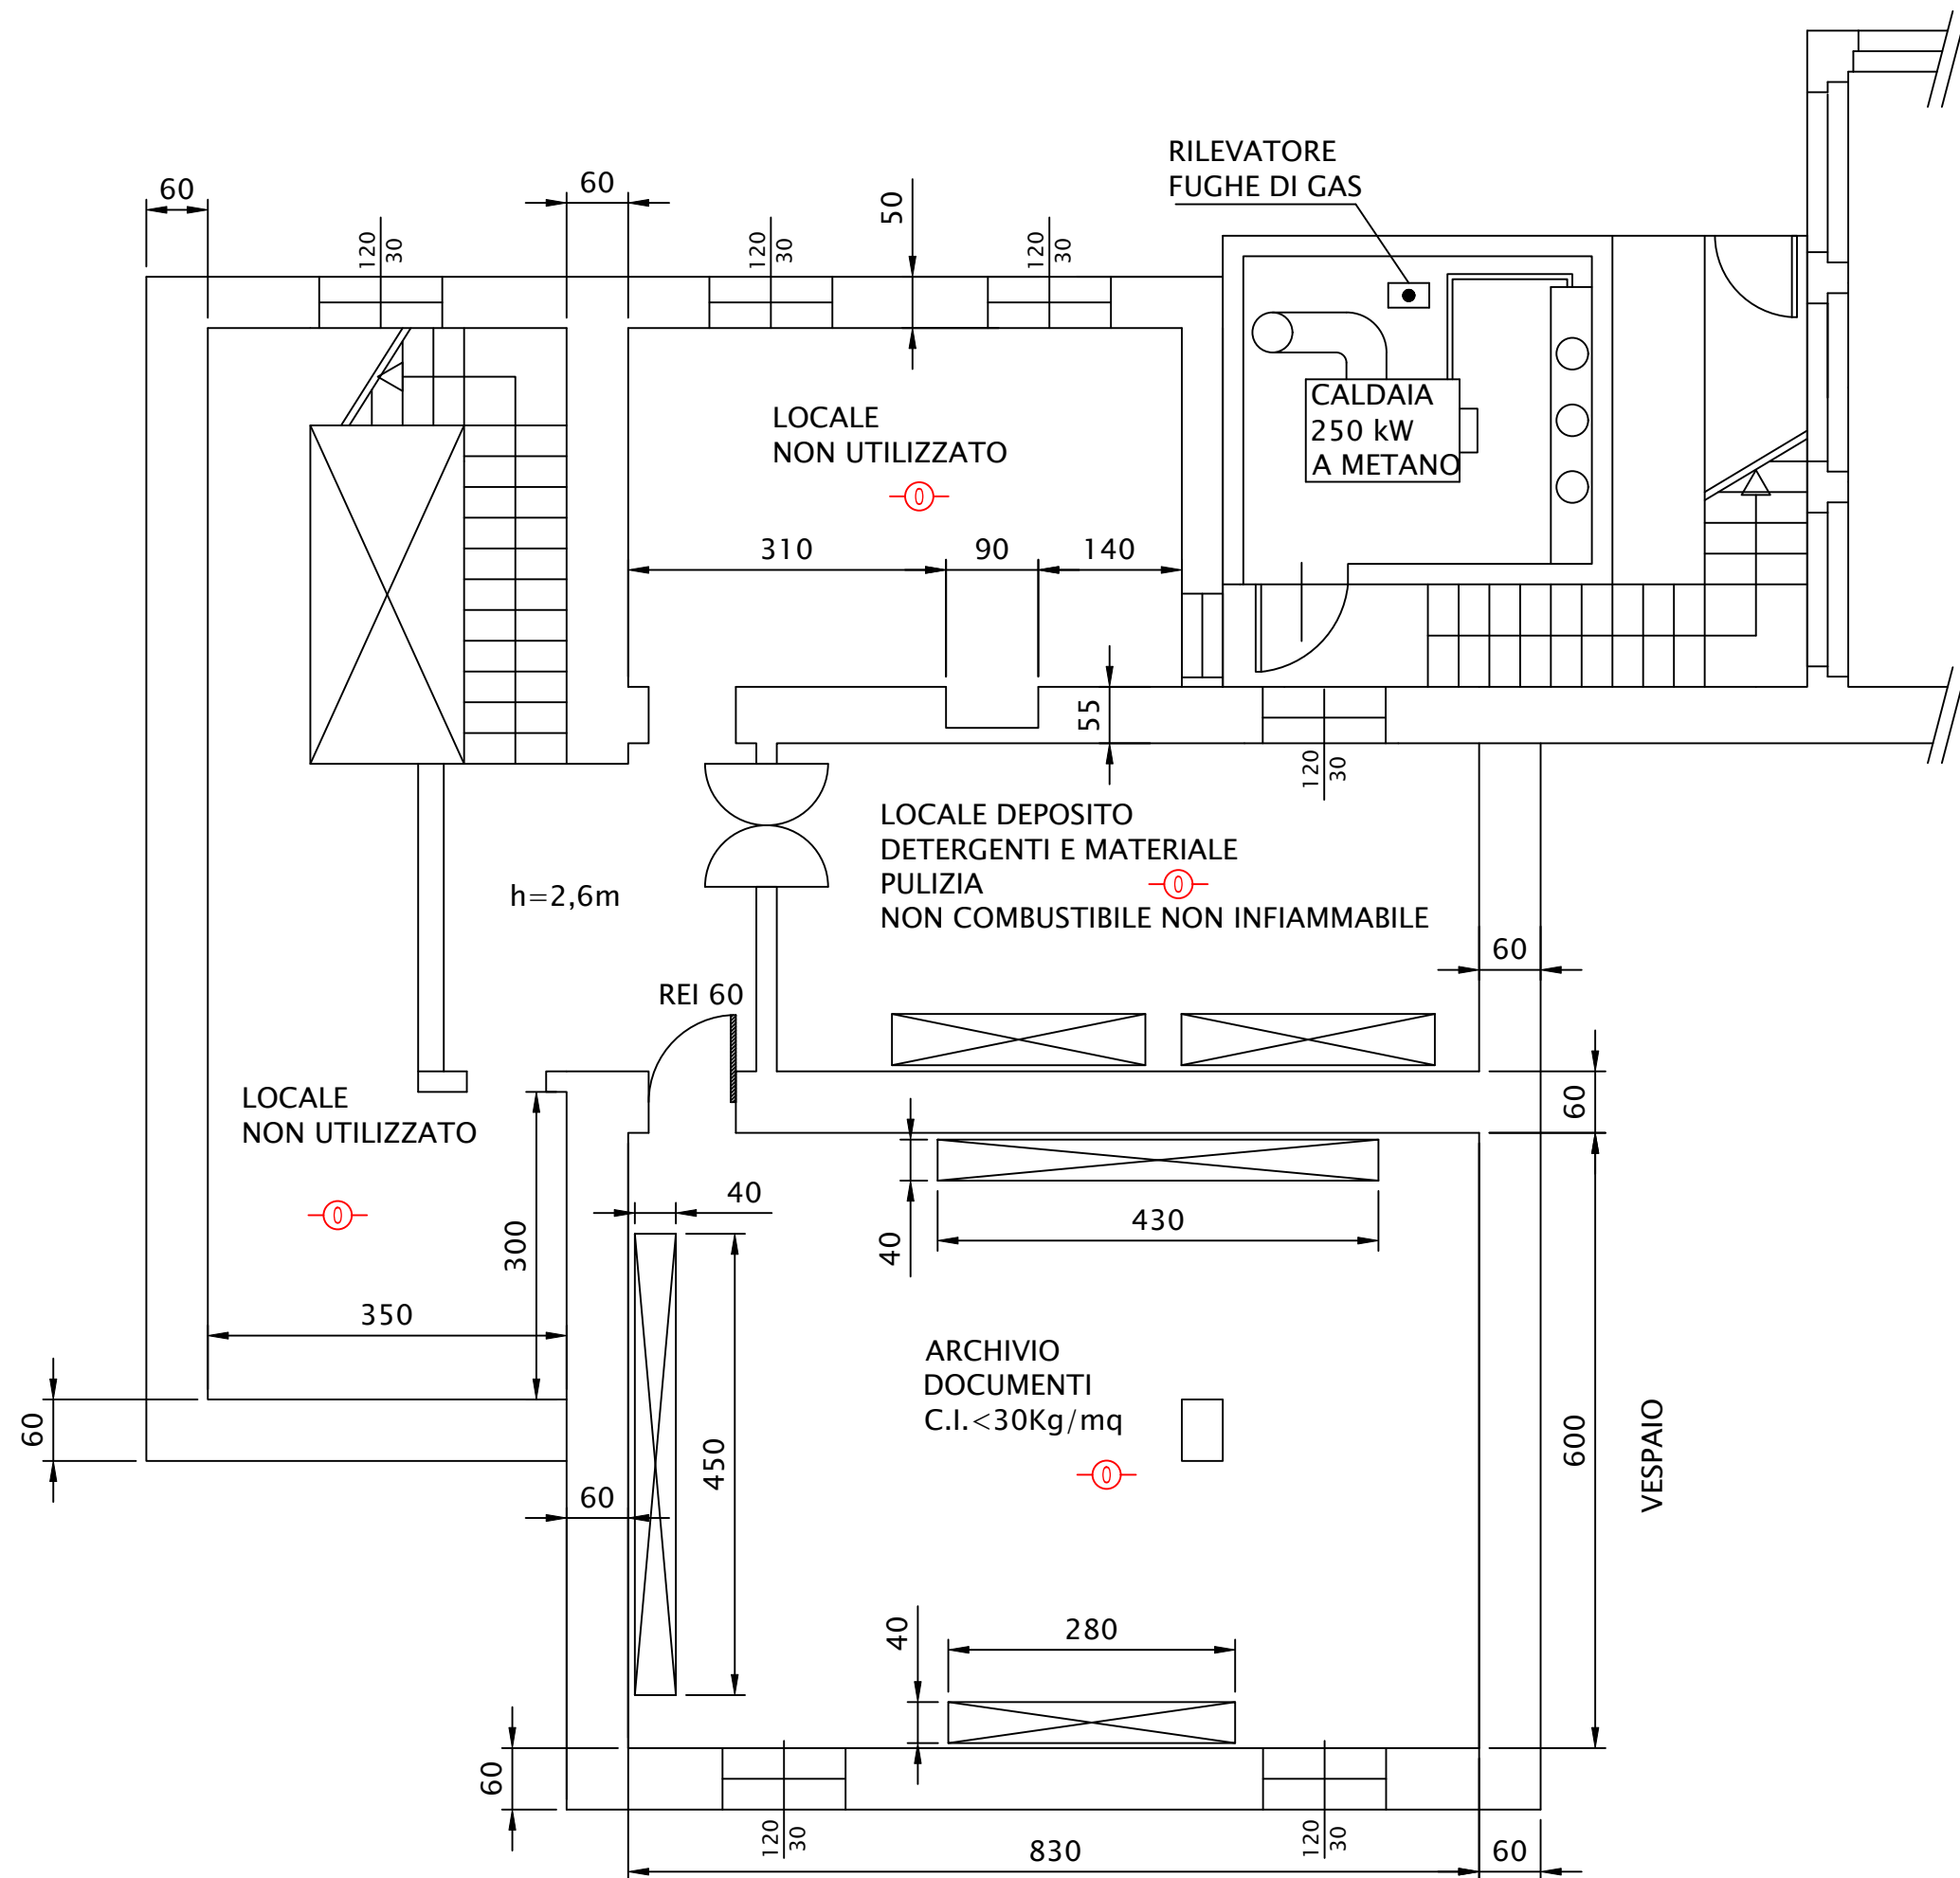 RILEVATORE
FUGHE DI GAS
60
60
50
120
30
120
30
120
30
CALDAIA
250 kW
A METANO
LOCALE
NON UTILIZZATO
0
310
90
140
55
120
30
LOCALE DEPOSITO
DETERGENTI E MATERIALE
PULIZIA
0
NON COMBUSTIBILE NON INFIAMMABILE
h=2,6m
60
REI 60
60
LOCALE
NON UTILIZZATO
0
300
40
40
430
350
ARCHIVIO
DOCUMENTI
C.I.<30Kg/mq
0
60
450
600
VESPAIO
60
40
280
60
120
30
120
30
830
60